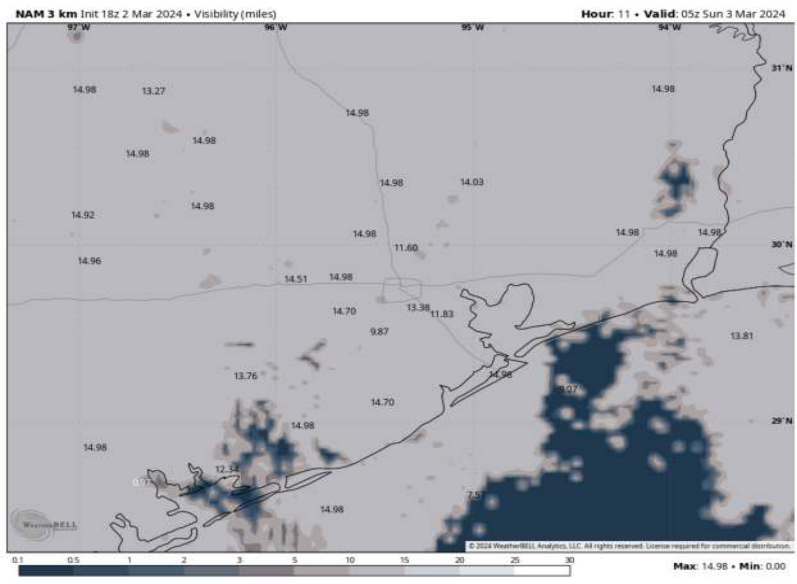 NAM 3 km Init 18z 2 Mar 2024 • Visibility (miles) Hour: 11 • Valid: 05z Sun 3 Mar 2024
97°W 96°W 95°W 94°W
31°N
14.98 13.27 14.98
14.98
14.98
14.98
14.98 14.03
14.98
14.92
14.98 14.98 14.98
11.60 30°N
14.98
14.96
14.51 14.98
14.70 13.38
11.83
9.87 13.81
13.76 14.98
14.70
14.98 29°N
14.98
12.34
14.98
WeatherBELL
© 2024 WeatherBELL Analytics, LLC. All rights reserved. License required for commercial distribution.
0.1 0.5 1 2 3 5 10 15 20 25 30
Max: 14.98 • Min: 0.00